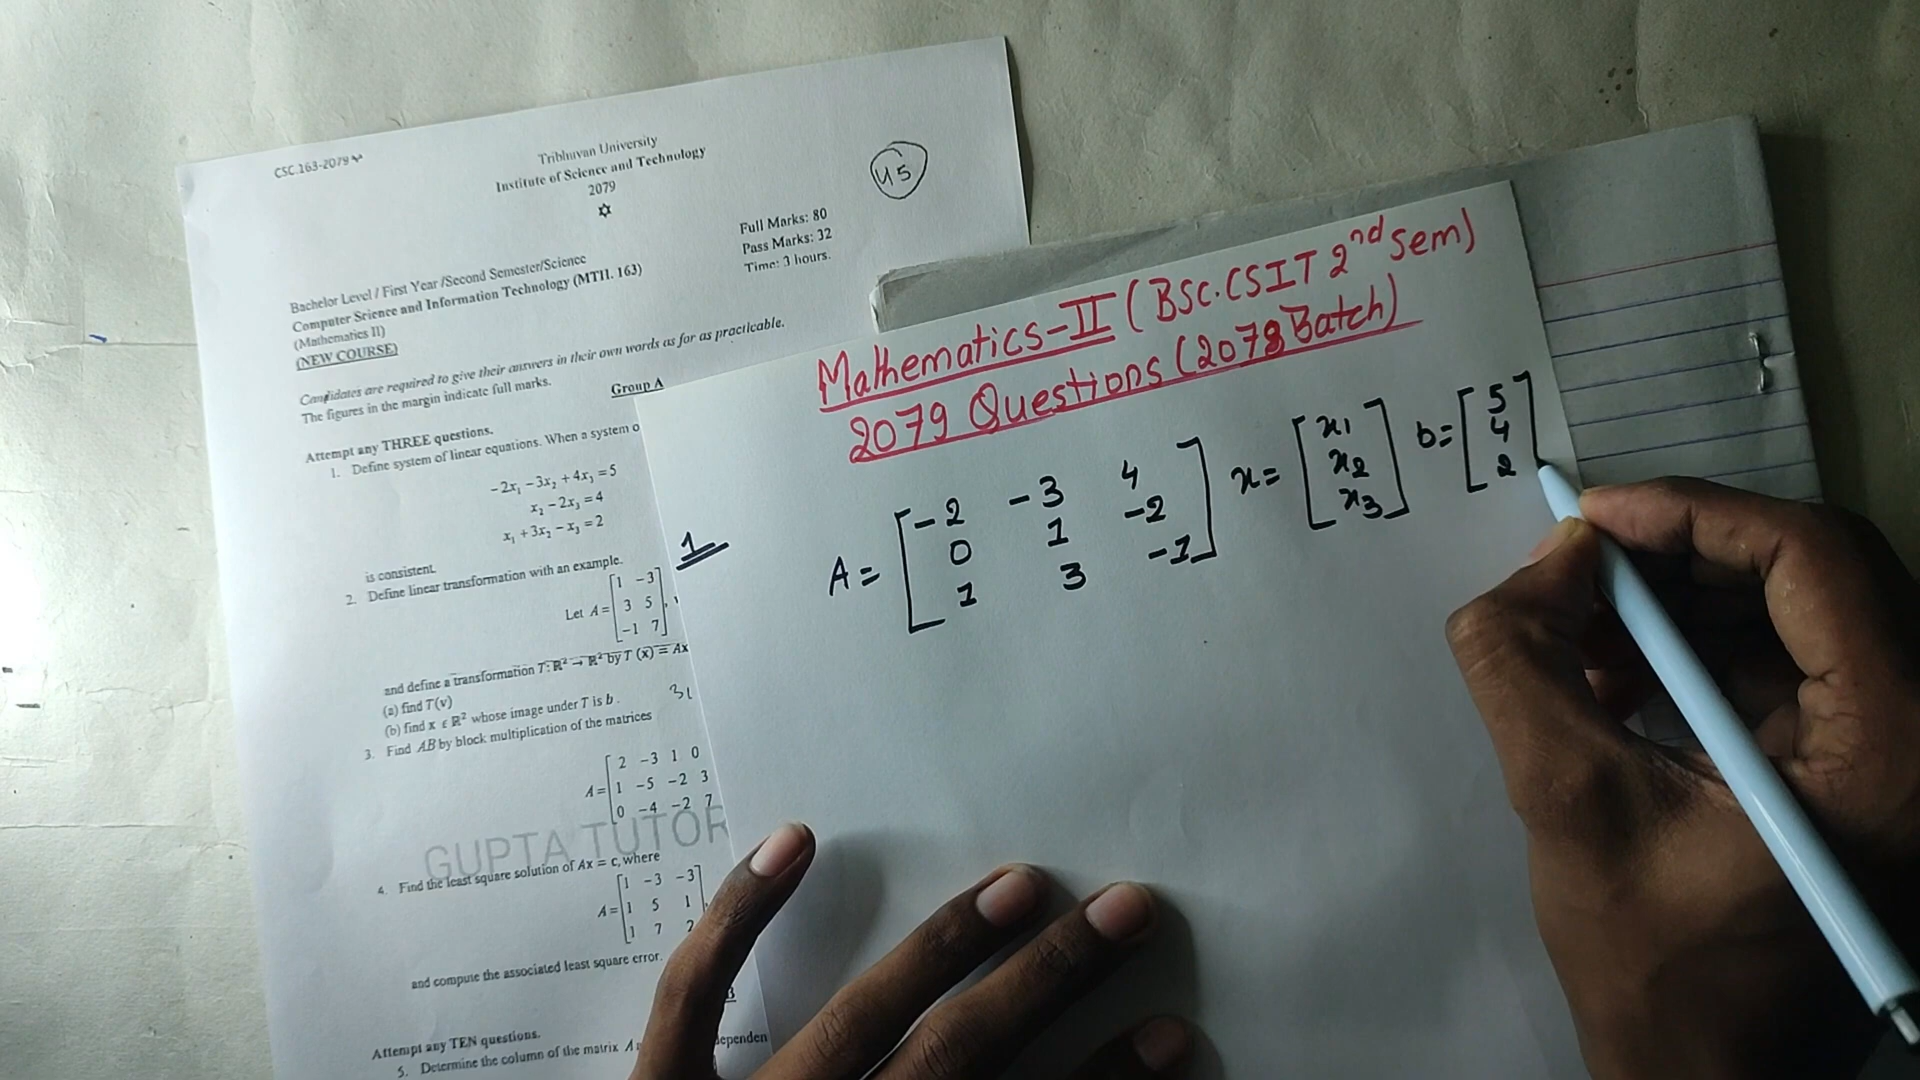 CSC.163-2079
Tribhuvan University
Institute of Science and Technology
2079
45
Full Marks: 80
Pass Marks: 32
Time: 3 hours.
Bachelor Level / First Year /Second Semester/Science
Computer Science and Information Technology (MTH. 163)
(Mathematics II)
(NEW COURSE)
Candidates are required to give their answers in their own words as for as practicable.
The figures in the margin indicate full marks.
Group A
Attempt any THREE questions.
1. Define system of linear equations. When a system o
-2x₁ - 3x₂ + 4x₃ = 5
x₂ - 2x₃ = 4
x₁ + 3x₂ - x₃ = 2
is consistent.
2. Define linear transformation with an example.
Let A = [1 -3
3 5
-1 7],
and define a transformation T: ℝ² → ℝ² by T (x) = Ax
(a) find T(v)
(b) find x ε ℝ² whose image under T is b .
3. Find AB by block multiplication of the matrices
A = [2 -3 1 0
1 -5 -2 3
0 -4 -2 7
GUPTA TUTOR
4. Find the least square solution of Ax = c, where
A = [1 -3 -3]
1 5 1
1 7 2
and compute the associated least square error.
Attempt any TEN questions.
5. Determine the column of the matrix A
dependen
Mathematics-II (BSC.CSIT 2nd Sem)
2079 Questions (2078 Batch)
1
A = [-2 -3 4
0 1 -2
1 3 -1]
x = [x1
x2
x3]
b = [5
4
2]